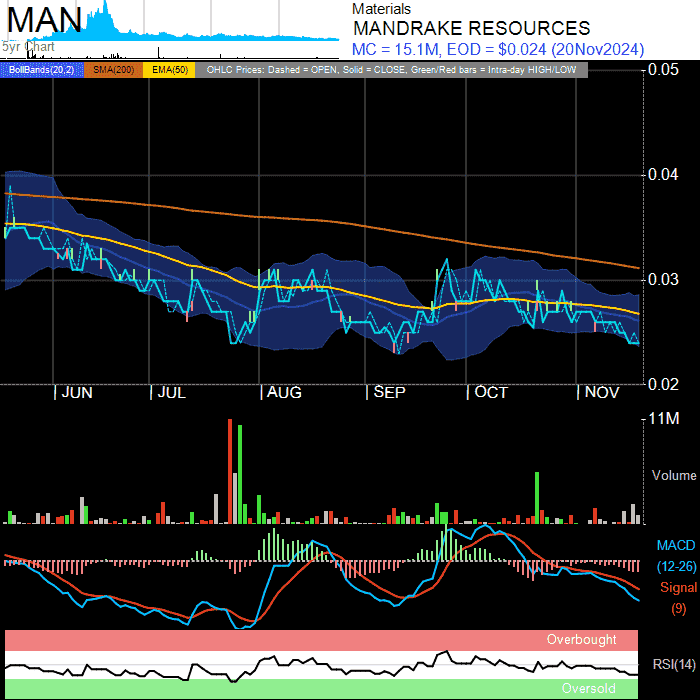 MAN
5yr Chart
Materials
MANDRAKE RESOURCES
MC = 15.1M, EOD = $0.024 (20Nov2024)
BollBands(20,2) SMA(200) EMA(50) OHLC Prices: Dashed = OPEN, Solid = CLOSE, Green/Red bars = Intra-day HIGH/LOW
0.05
0.04
0.03
0.02
JUN JUL AUG SEP OCT NOV
11M
Volume
MACD
(12-26)
Signal
(9)
Overbought
RSI(14)
Oversold